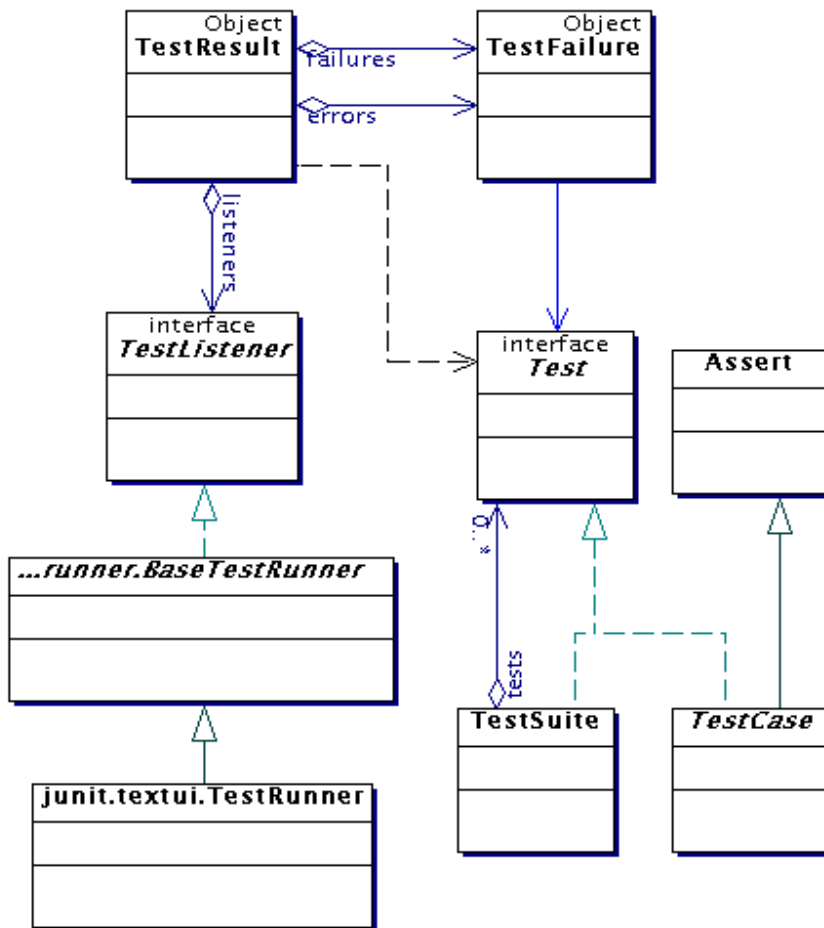 Object
TestResult
Object
TestFailure
failures
errors
listeners
interface
TestListener
interface
Test
Assert
0..*
...runner.BaseTestRunner
tests
TestSuite
TestCase
junit.textui.TestRunner